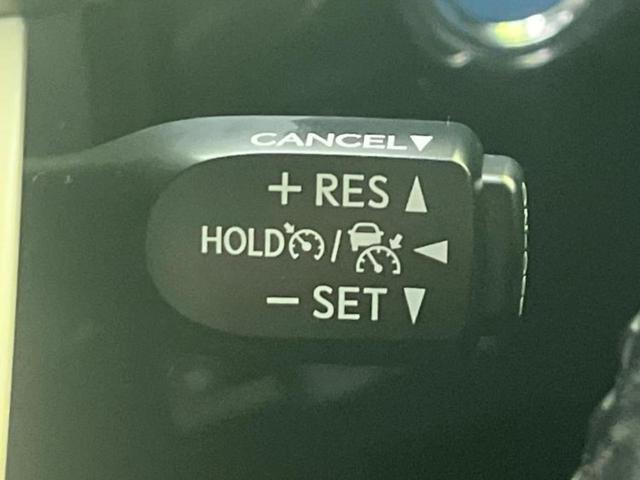 CANCEL▼
+ RES ▲
HOLD / ◀
− SET ▼